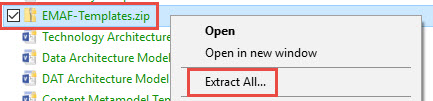 EMAF-Templates.zip
Technology Architecture
Data Architecture Model
DAT Architecture Model
Content Metamodel Temp
Open
Open in new window
Extract All...